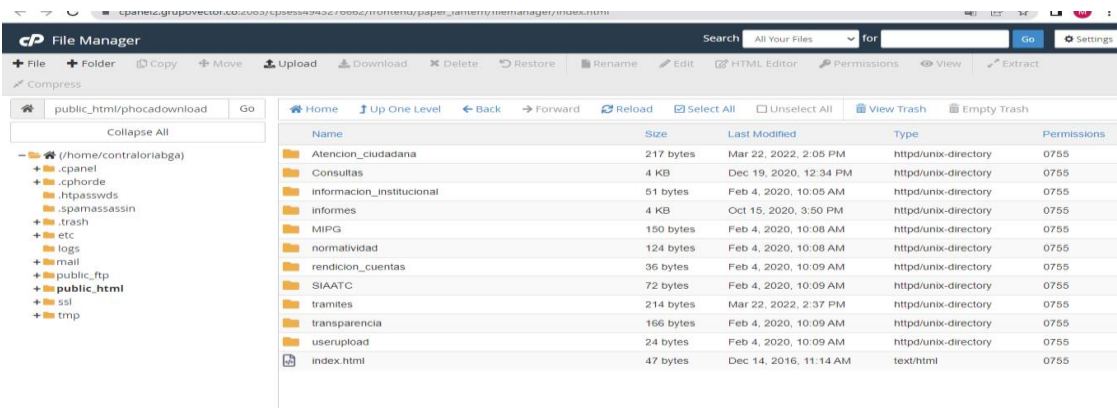 cpanel2.grupovector.co:2083/cpsess4945276662/frontend/paper_lantern/filemanager/index.html
cP File Manager
Search All Your Files for Go Settings
+ File + Folder Copy Move Upload Download Delete Restore Rename Edit HTML Editor Permissions View Extract
Compress
public_html/phocadownload Go
Home Up One Level Back Forward Reload Select All Unselect All View Trash Empty Trash
Collapse All
(/home/contraloriabga)
.cpanel
.cphorde
.htpasswds
.spamassassin
.trash
etc
logs
mail
public_ftp
public_html
ssl
tmp
Name Size Last Modified Type Permissions
Atencion_ciudadana 217 bytes Mar 22, 2022, 2:05 PM httpd/unix-directory 0755
Consultas 4 KB Dec 19, 2020, 12:34 PM httpd/unix-directory 0755
informacion_institucional 51 bytes Feb 4, 2020, 10:05 AM httpd/unix-directory 0755
informes 4 KB Oct 15, 2020, 3:50 PM httpd/unix-directory 0755
MIPG 150 bytes Feb 4, 2020, 10:08 AM httpd/unix-directory 0755
normatividad 124 bytes Feb 4, 2020, 10:08 AM httpd/unix-directory 0755
rendicion_cuentas 36 bytes Feb 4, 2020, 10:09 AM httpd/unix-directory 0755
SIAATC 72 bytes Feb 4, 2020, 10:09 AM httpd/unix-directory 0755
tramites 214 bytes Mar 22, 2022, 2:37 PM httpd/unix-directory 0755
transparencia 166 bytes Feb 4, 2020, 10:09 AM httpd/unix-directory 0755
userupload 24 bytes Feb 4, 2020, 10:09 AM httpd/unix-directory 0755
index.html 47 bytes Dec 14, 2016, 11:14 AM text/html 0755